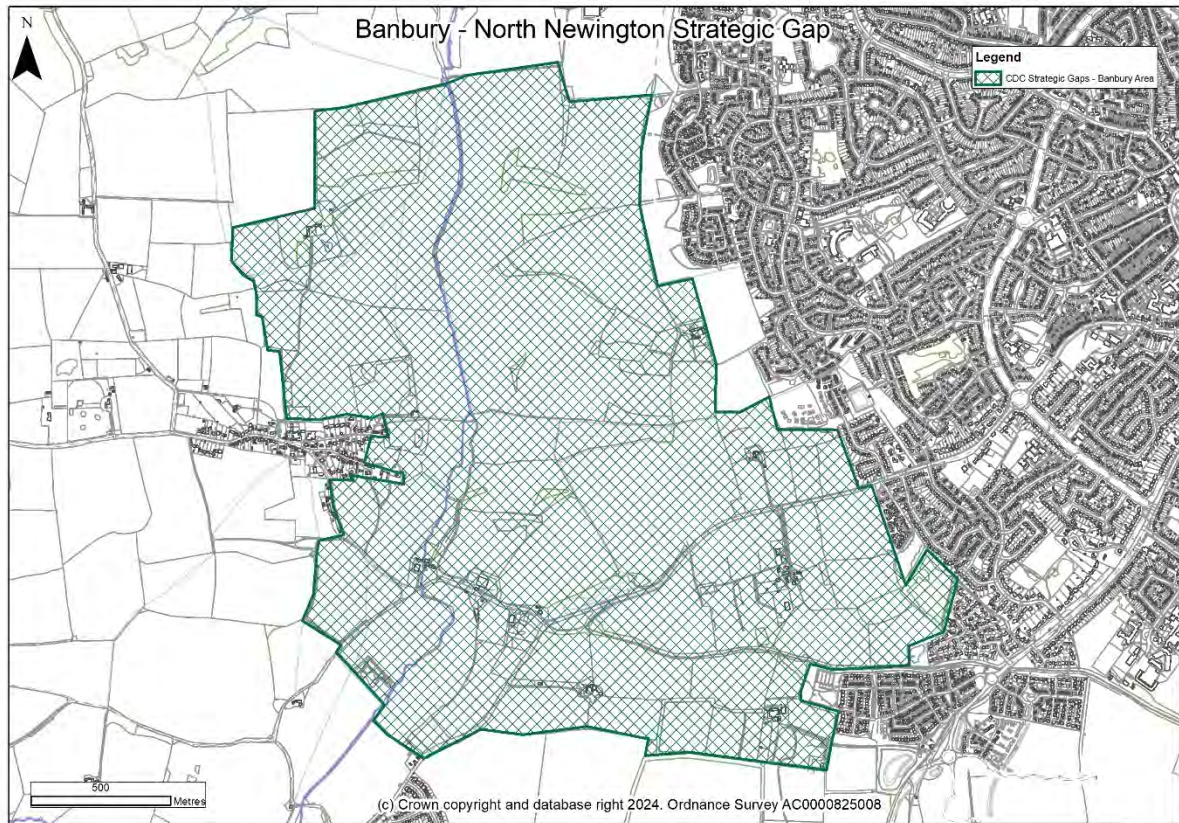 N
Banbury - North Newington Strategic Gap
Legend
CDC Strategic Gaps - Banbury Area
500
Metres
(c) Crown copyright and database right 2024. Ordnance Survey AC0000825008